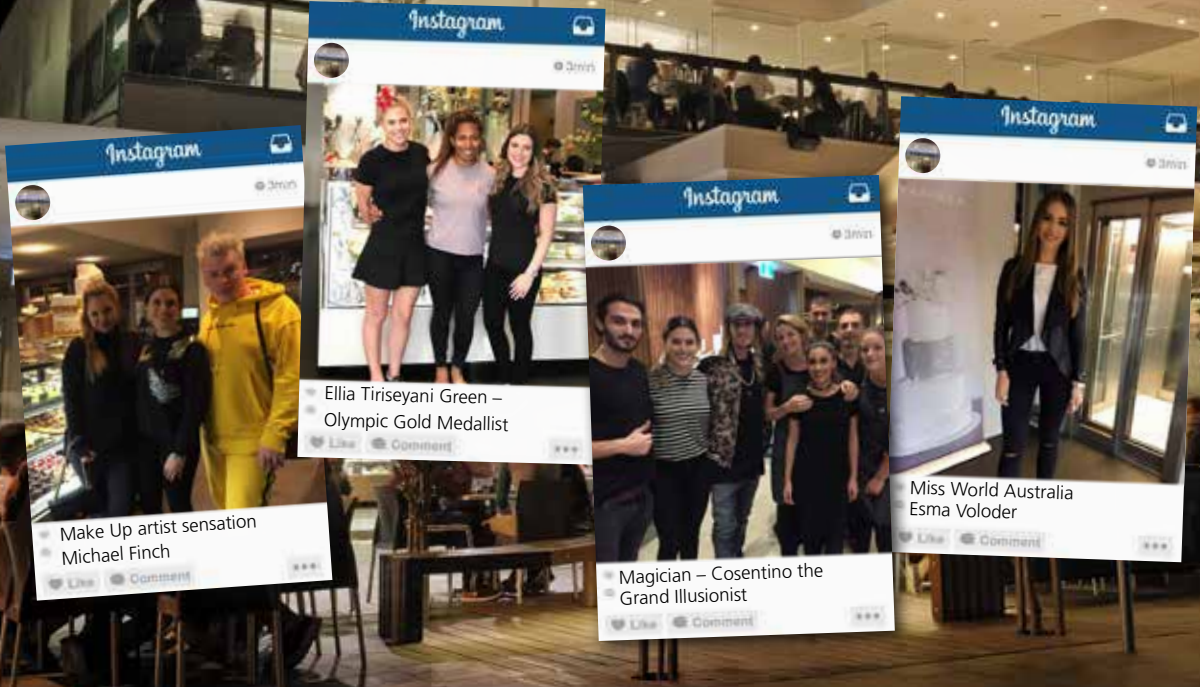 Instagram
3min
Make Up artist sensation
Michael Finch
Like Comment
Instagram
3min
Ellia Tiriseyani Green –
Olympic Gold Medallist
Like Comment
Instagram
3min
Magician – Cosentino the
Grand Illusionist
Like Comment
Instagram
3min
Miss World Australia
Esma Voloder
Like Comment